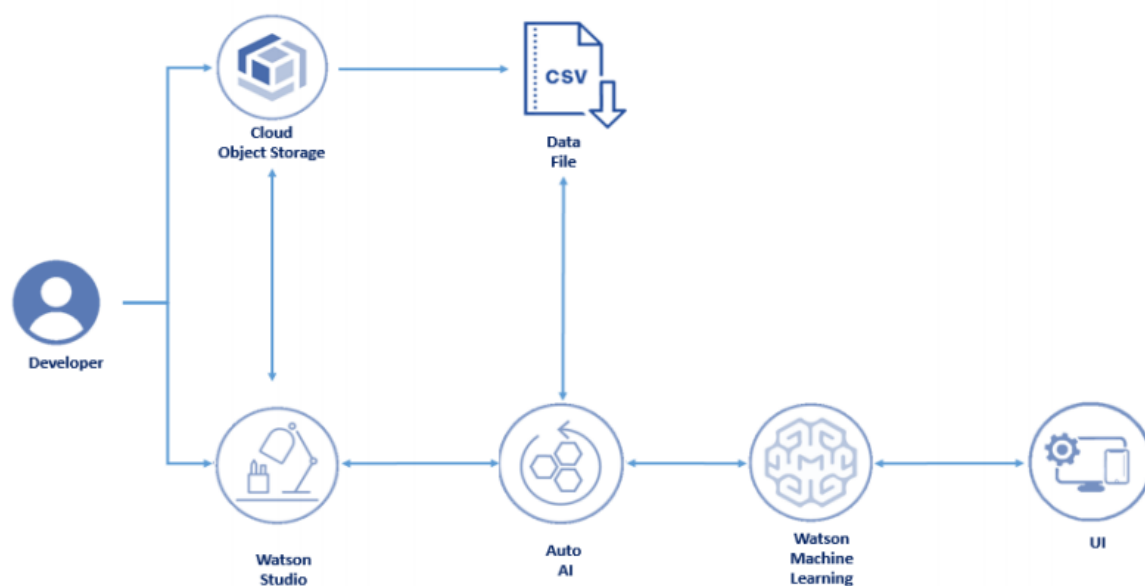 Cloud
Object Storage
CSV
Data
File
Developer
Watson
Studio
Auto
AI
Watson
Machine
Learning
UI